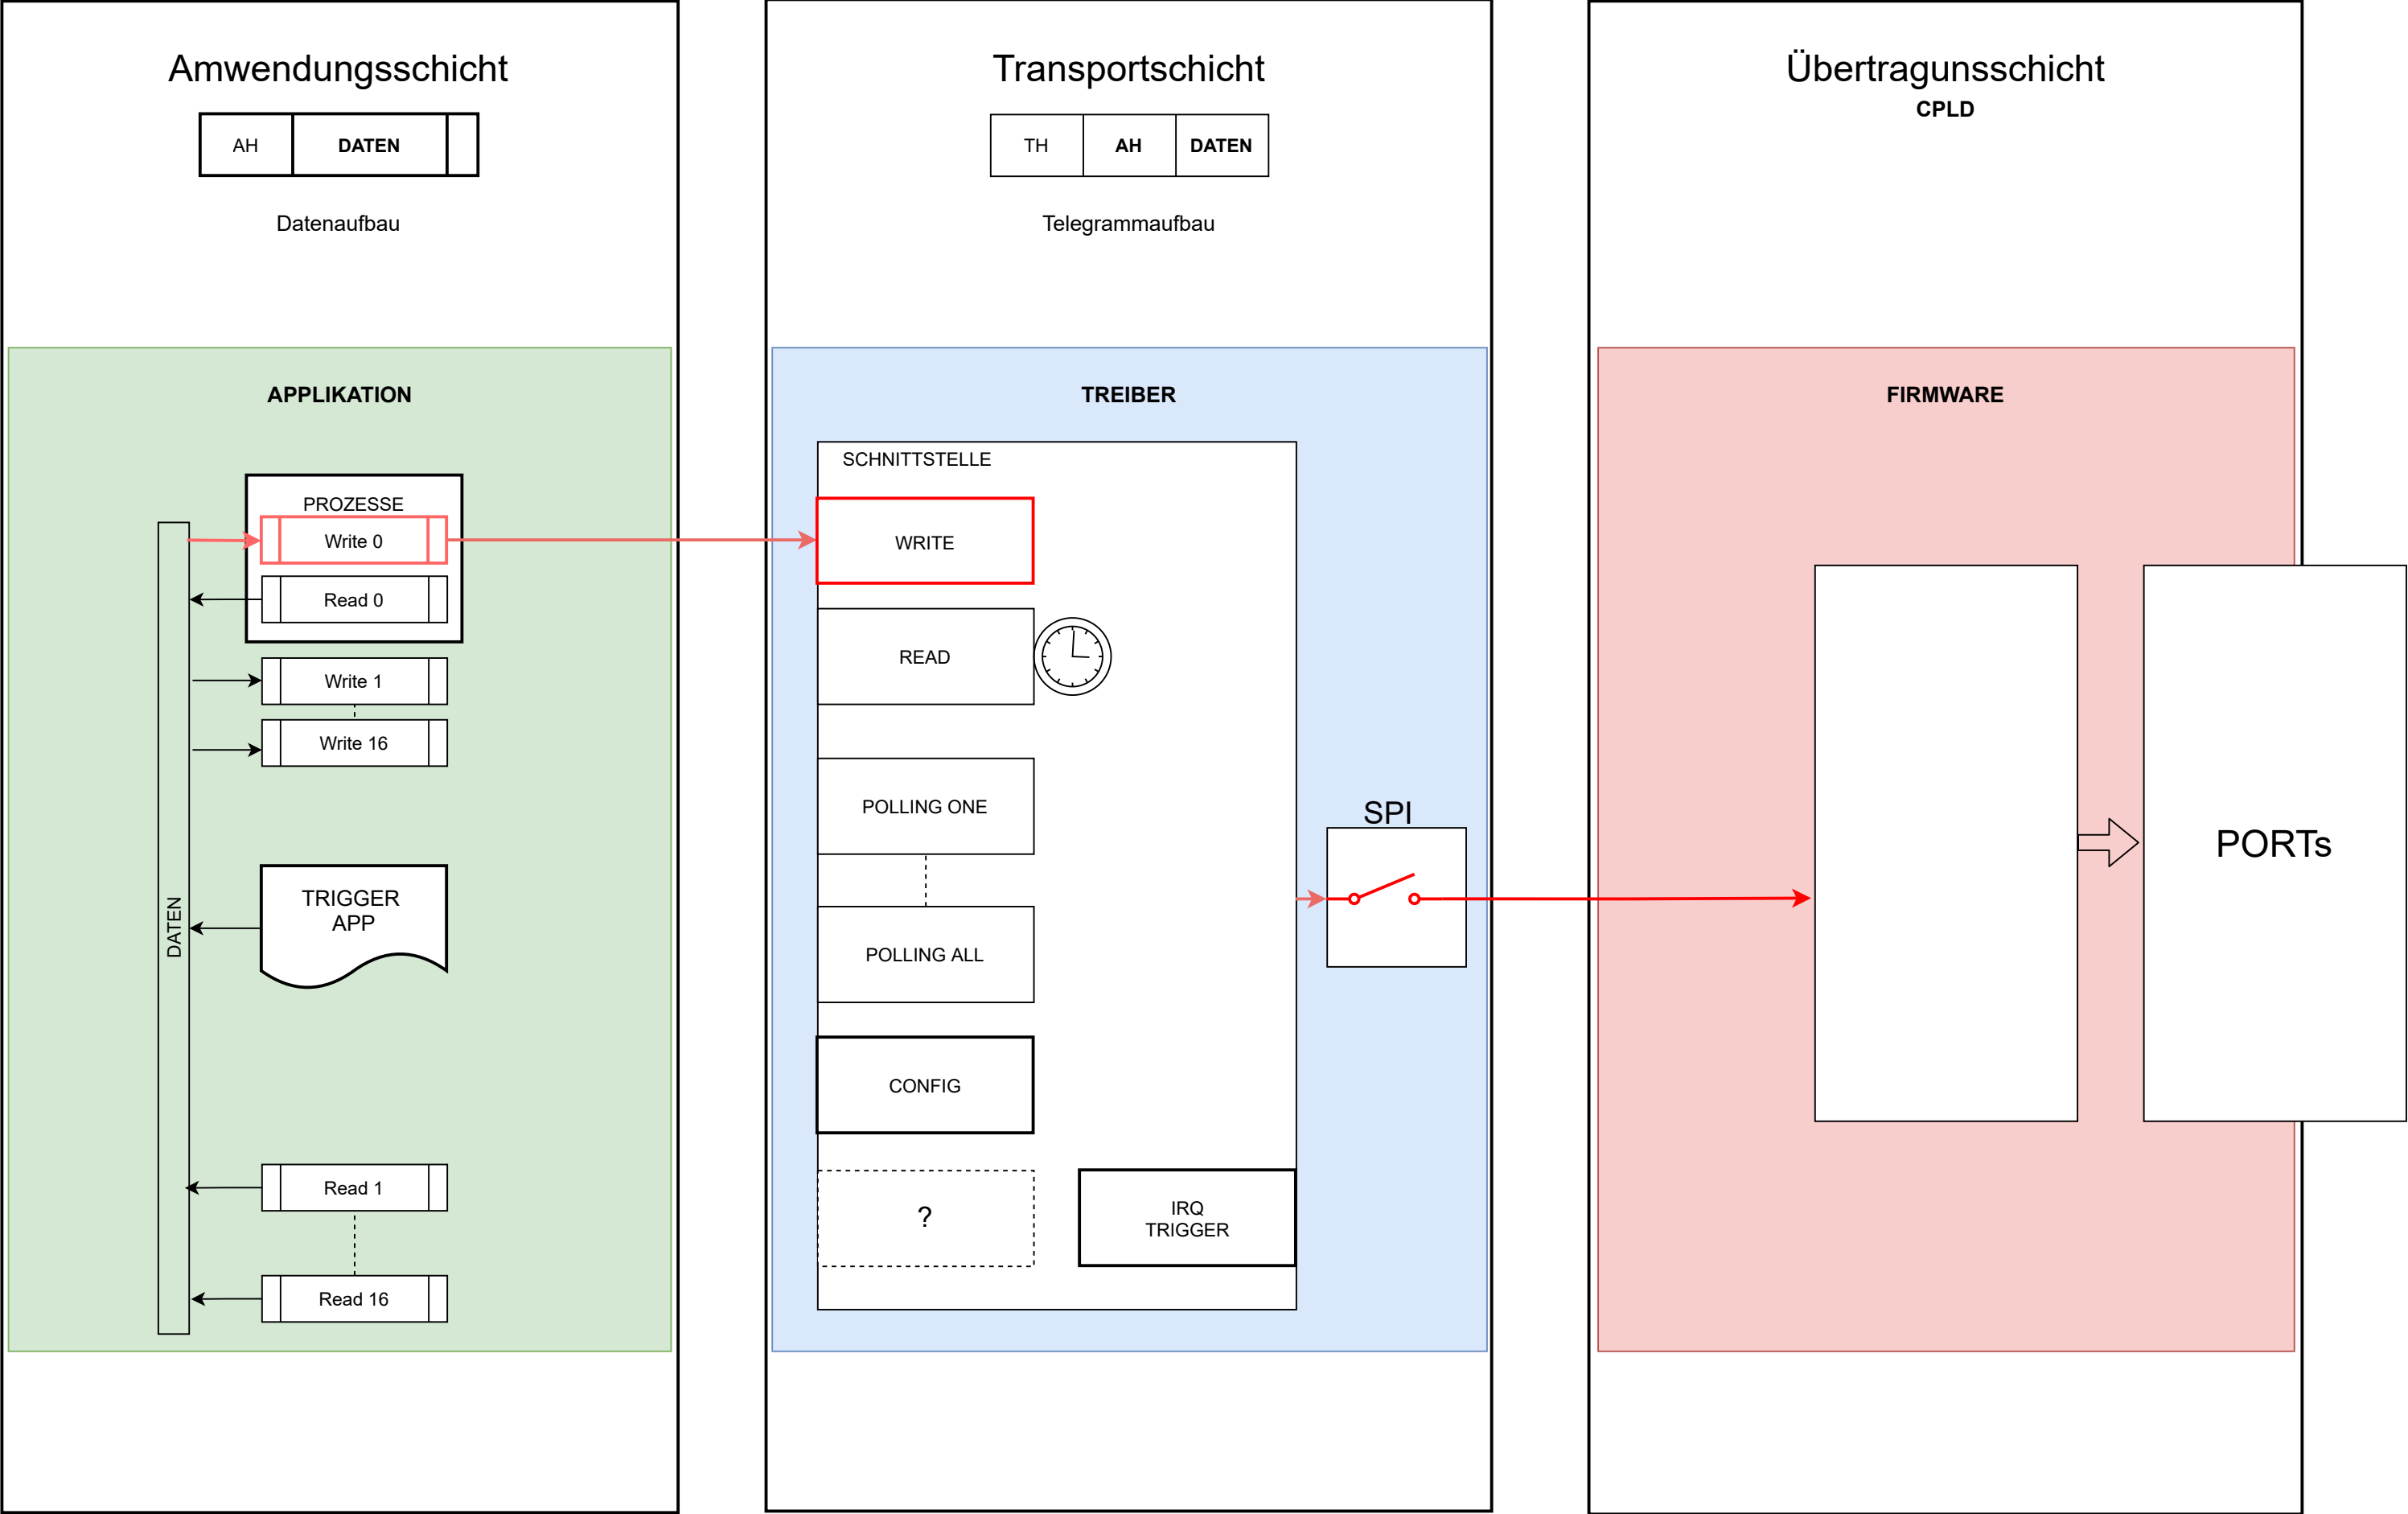 Amwendungsschicht
AH
DATEN
Datenaufbau
APPLIKATION
PROZESSE
Write 0
Read 0
Write 1
Write 16
TRIGGER
APP
DATEN
Read 1
Read 16
Transportschicht
TH
AH
DATEN
Telegrammaufbau
TREIBER
SCHNITTSTELLE
WRITE
READ
POLLING ONE
POLLING ALL
CONFIG
?
IRQ
TRIGGER
SPI
Übertragunsschicht
CPLD
FIRMWARE
PORTs